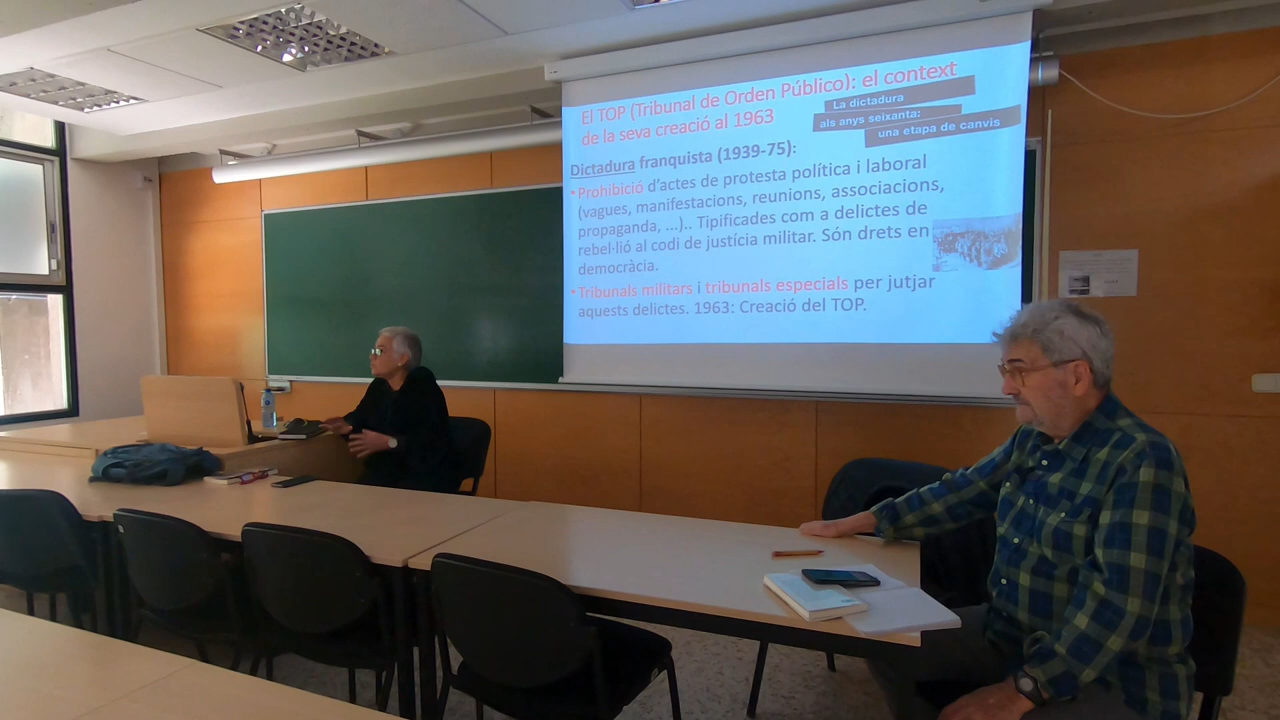 El TOP (Tribunal de Orden Público): el context
de la seva creació al 1963
La dictadura
als anys seixanta:
una etapa de canvis
Dictadura franquista (1939-75):
•Prohibició d’actes de protesta política i laboral
(vagues, manifestacions, reunions, associacions,
propaganda, ...).. Tipificades com a delictes de
rebel·lió al codi de justícia militar. Són drets en
democràcia.
•Tribunals militars i tribunals especials per jutjar
aquests delictes. 1963: Creació del TOP.